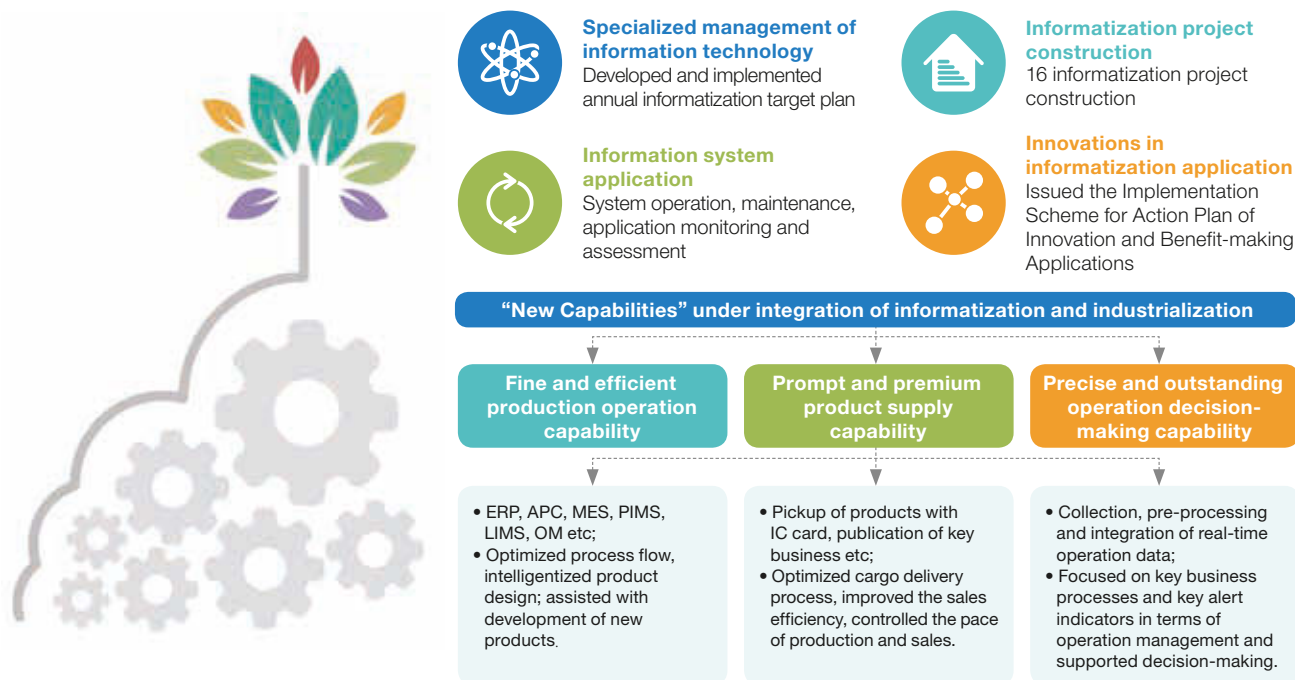 Specialized management of
information technology
Developed and implemented
annual informatization target plan
Informatization project
construction
16 informatization project
construction
Information system
application
System operation, maintenance,
application monitoring and
assessment
Innovations in
informatization application
Issued the Implementation
Scheme for Action Plan of
Innovation and Benefit-making
Applications
“New Capabilities” under integration of informatization and industrialization
Fine and efficient
production operation
capability
Prompt and premium
product supply
capability
Precise and outstanding
operation decision-
making capability
• ERP, APC, MES, PIMS,
LIMS, OM etc;
• Optimized process flow,
intelligentized product
design; assisted with
development of new
products.
• Pickup of products with
IC card, publication of key
business etc;
• Optimized cargo delivery
process, improved the sales
efficiency, controlled the pace
of production and sales.
• Collection, pre-processing
and integration of real-time
operation data;
• Focused on key business
processes and key alert
indicators in terms of
operation management and
supported decision-making.